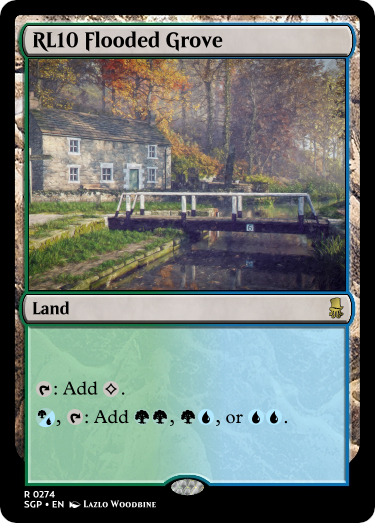 RL10 Flooded Grove
Land
: Add .
, : Add , , or .
R 0274
SGP • EN Lazlo Woodbine